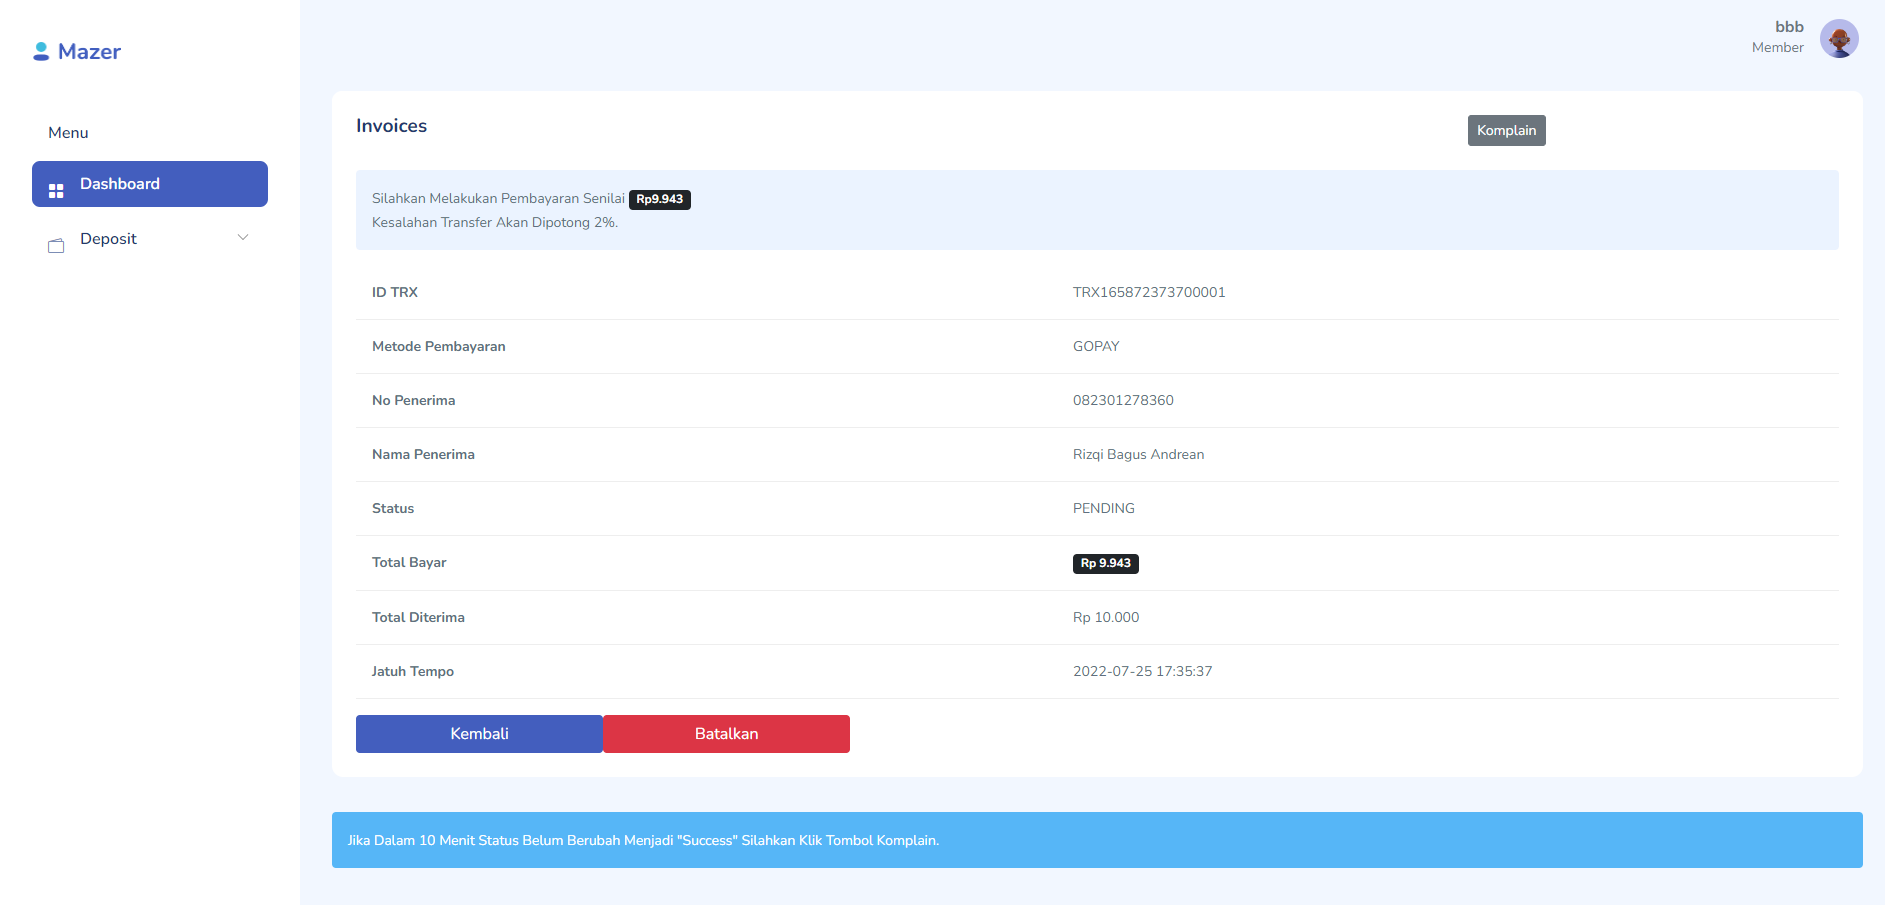 Mazer
bbb
Member
Menu
Dashboard
Deposit
Invoices
Komplain
Silahkan Melakukan Pembayaran Senilai Rp9.943
Kesalahan Transfer Akan Dipotong 2%.
ID TRX TRX165872373700001
Metode Pembayaran GOPAY
No Penerima 082301278360
Nama Penerima Rizqi Bagus Andrean
Status PENDING
Total Bayar Rp 9.943
Total Diterima Rp 10.000
Jatuh Tempo 2022-07-25 17:35:37
Kembali Batalkan
Jika Dalam 10 Menit Status Belum Berubah Menjadi "Success" Silahkan Klik Tombol Komplain.